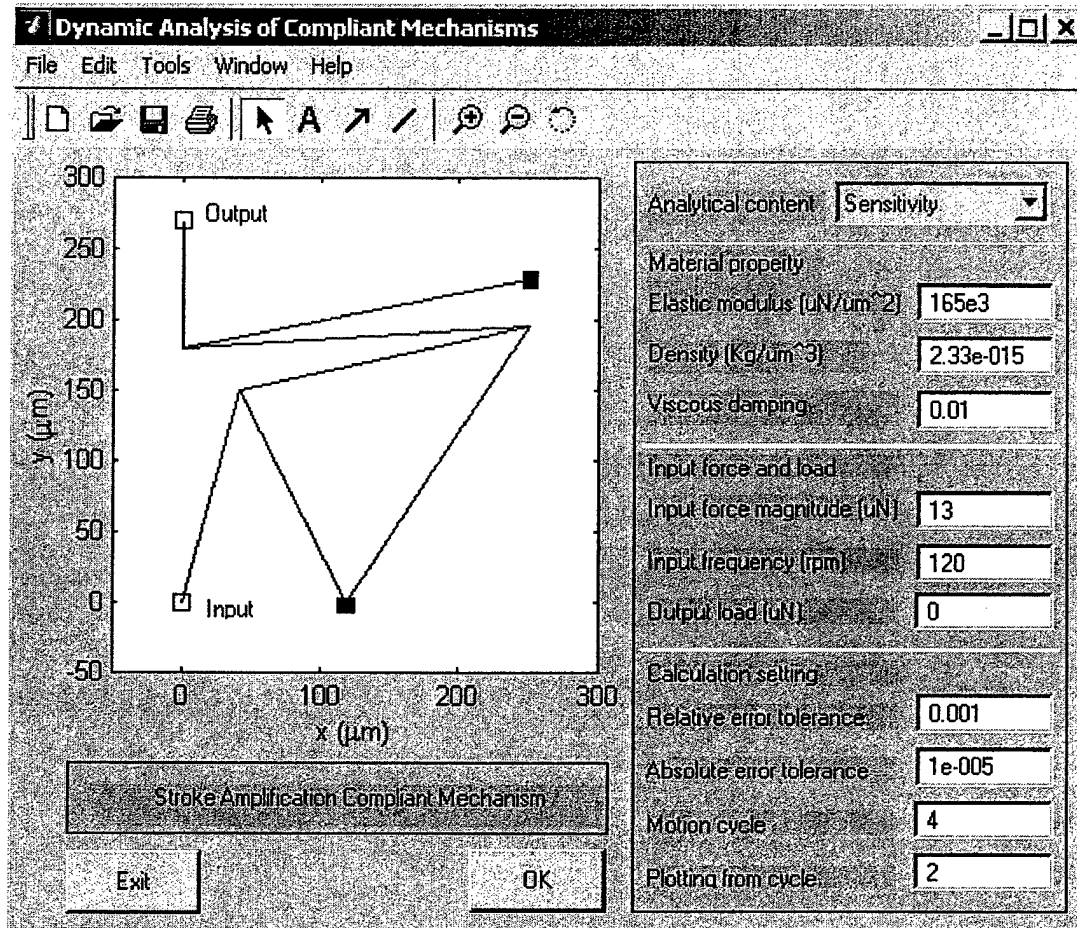 Dynamic Analysis of Compliant Mechanisms
File Edit Tools Window Help
A
300
250
200
150
100
50
0
-50
y (μm)
Output
Input
0 100 200 300
x (μm)
Stroke Amplification Compliant Mechanism
Exit OK
Analytical content Sensitivity
Material property
Elastic modulus (uN/um^2) 165e3
Density (Kg/um^3) 2.33e-015
Viscous damping 0.01
Input force and load
Input force magnitude (uN) 13
Input frequency (rpm) 120
Output load (uN) 0
Calculation setting
Relative error tolerance 0.001
Absolute error tolerance 1e-005
Motion cycle 4
Plotting from cycle 2